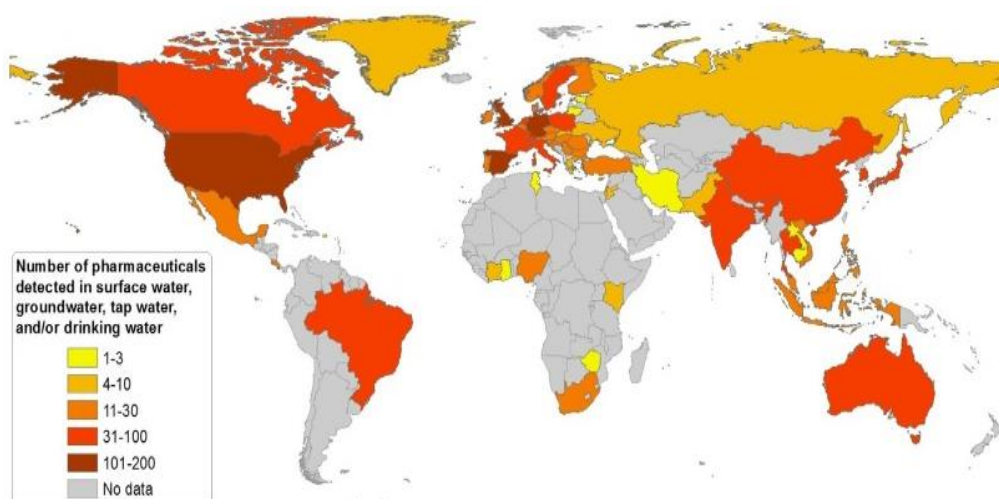 Number of pharmaceuticals
detected in surface water,
groundwater, tap water,
and/or drinking water
1-3
4-10
11-30
31-100
101-200
No data